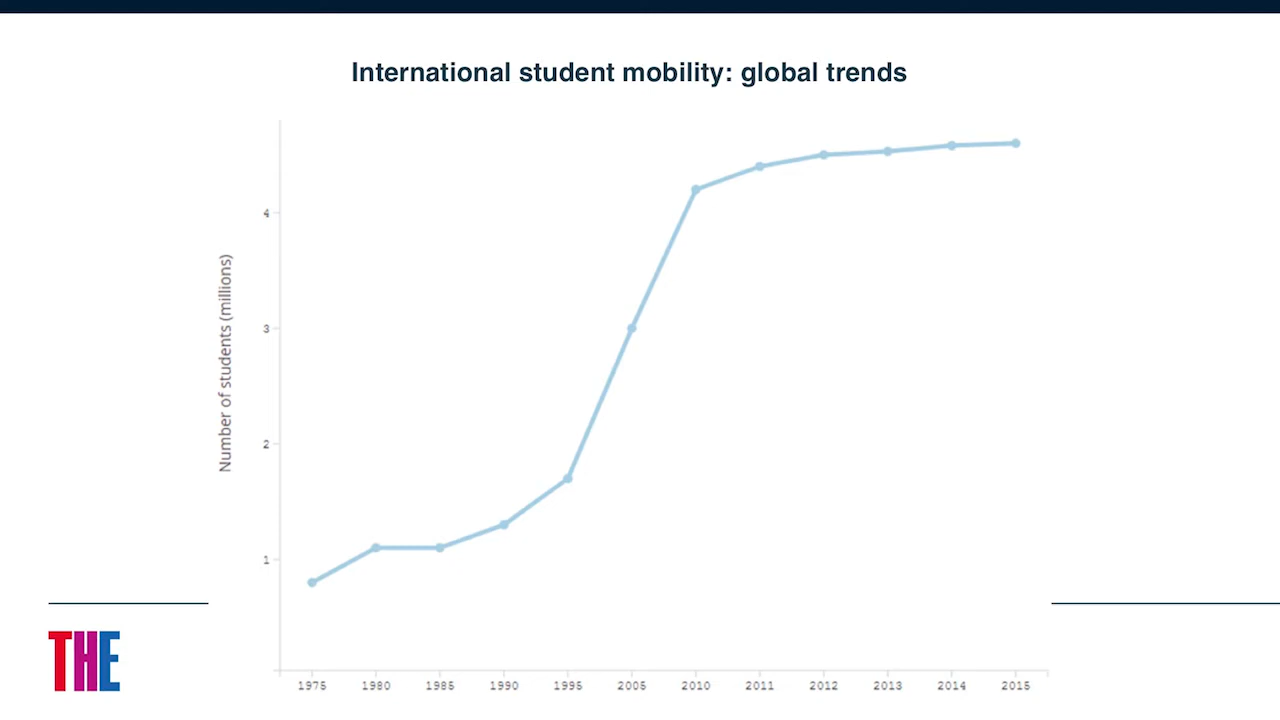 International student mobility: global trends
Number of students (millions)
4
3
2
1
1975 1980 1985 1990 1995 2005 2010 2011 2012 2013 2014 2015
THE